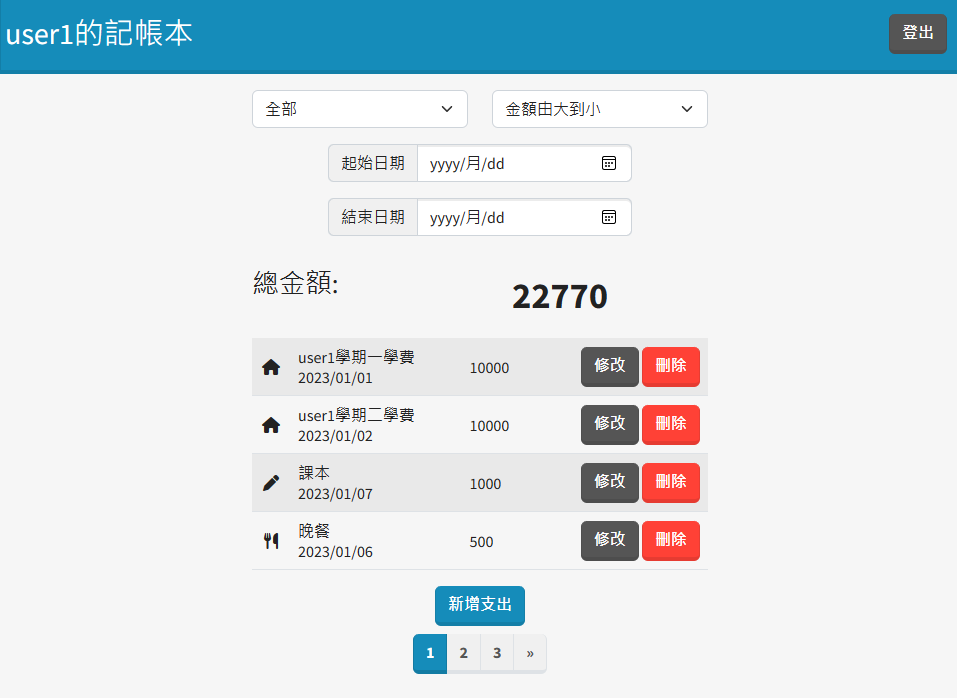 user1的記帳本
登出
全部
金額由大到小
起始日期
yyyy/月/dd
結束日期
yyyy/月/dd
總金額:
22770
user1學期一學費
2023/01/01
10000
修改
刪除
user1學期二學費
2023/01/02
10000
修改
刪除
課本
2023/01/07
1000
修改
刪除
晚餐
2023/01/06
500
修改
刪除
新增支出
1 2 3 »